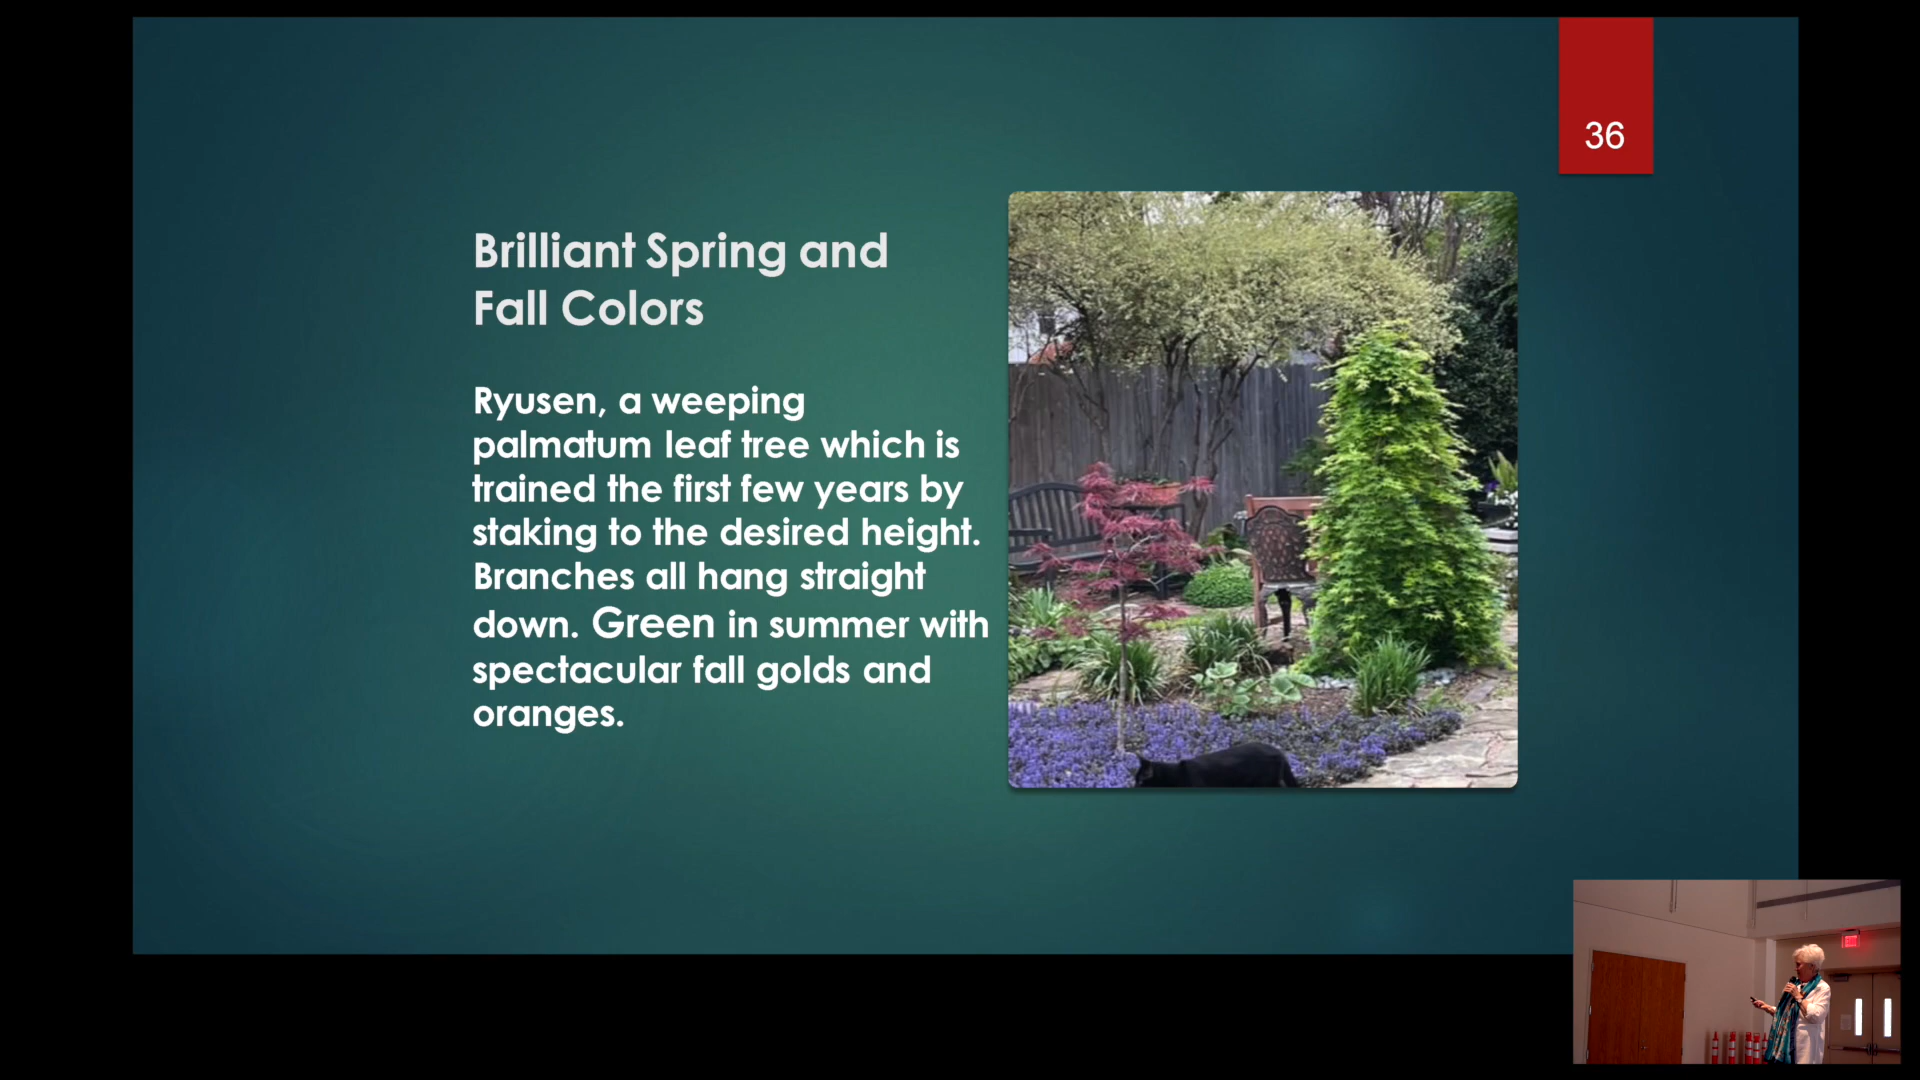 36
Brilliant Spring and
Fall Colors
Ryusen, a weeping
palmatum leaf tree which is
trained the first few years by
staking to the desired height.
Branches all hang straight
down. Green in summer with
spectacular fall golds and
oranges.